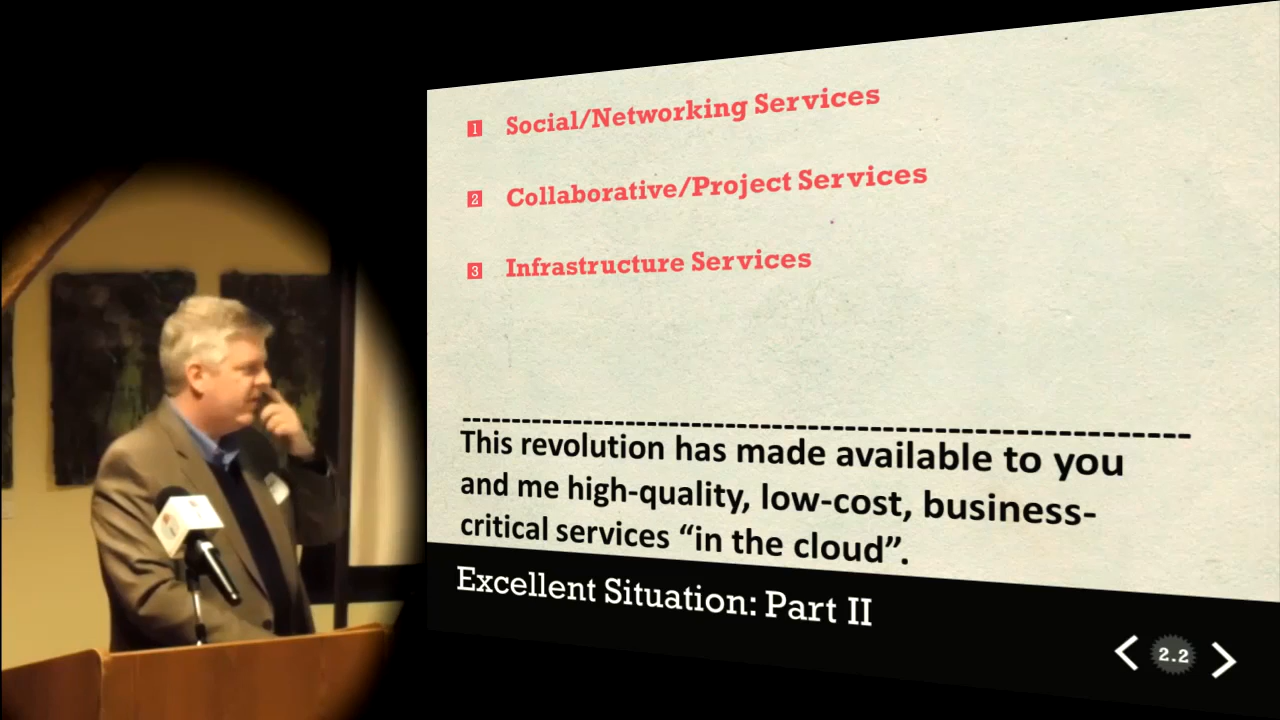 1 Social/Networking Services
2 Collaborative/Project Services
3 Infrastructure Services
--------------------------------------------------------------------------
This revolution has made available to you
and me high-quality, low-cost, business-
critical services “in the cloud”.
Excellent Situation: Part II
2.2